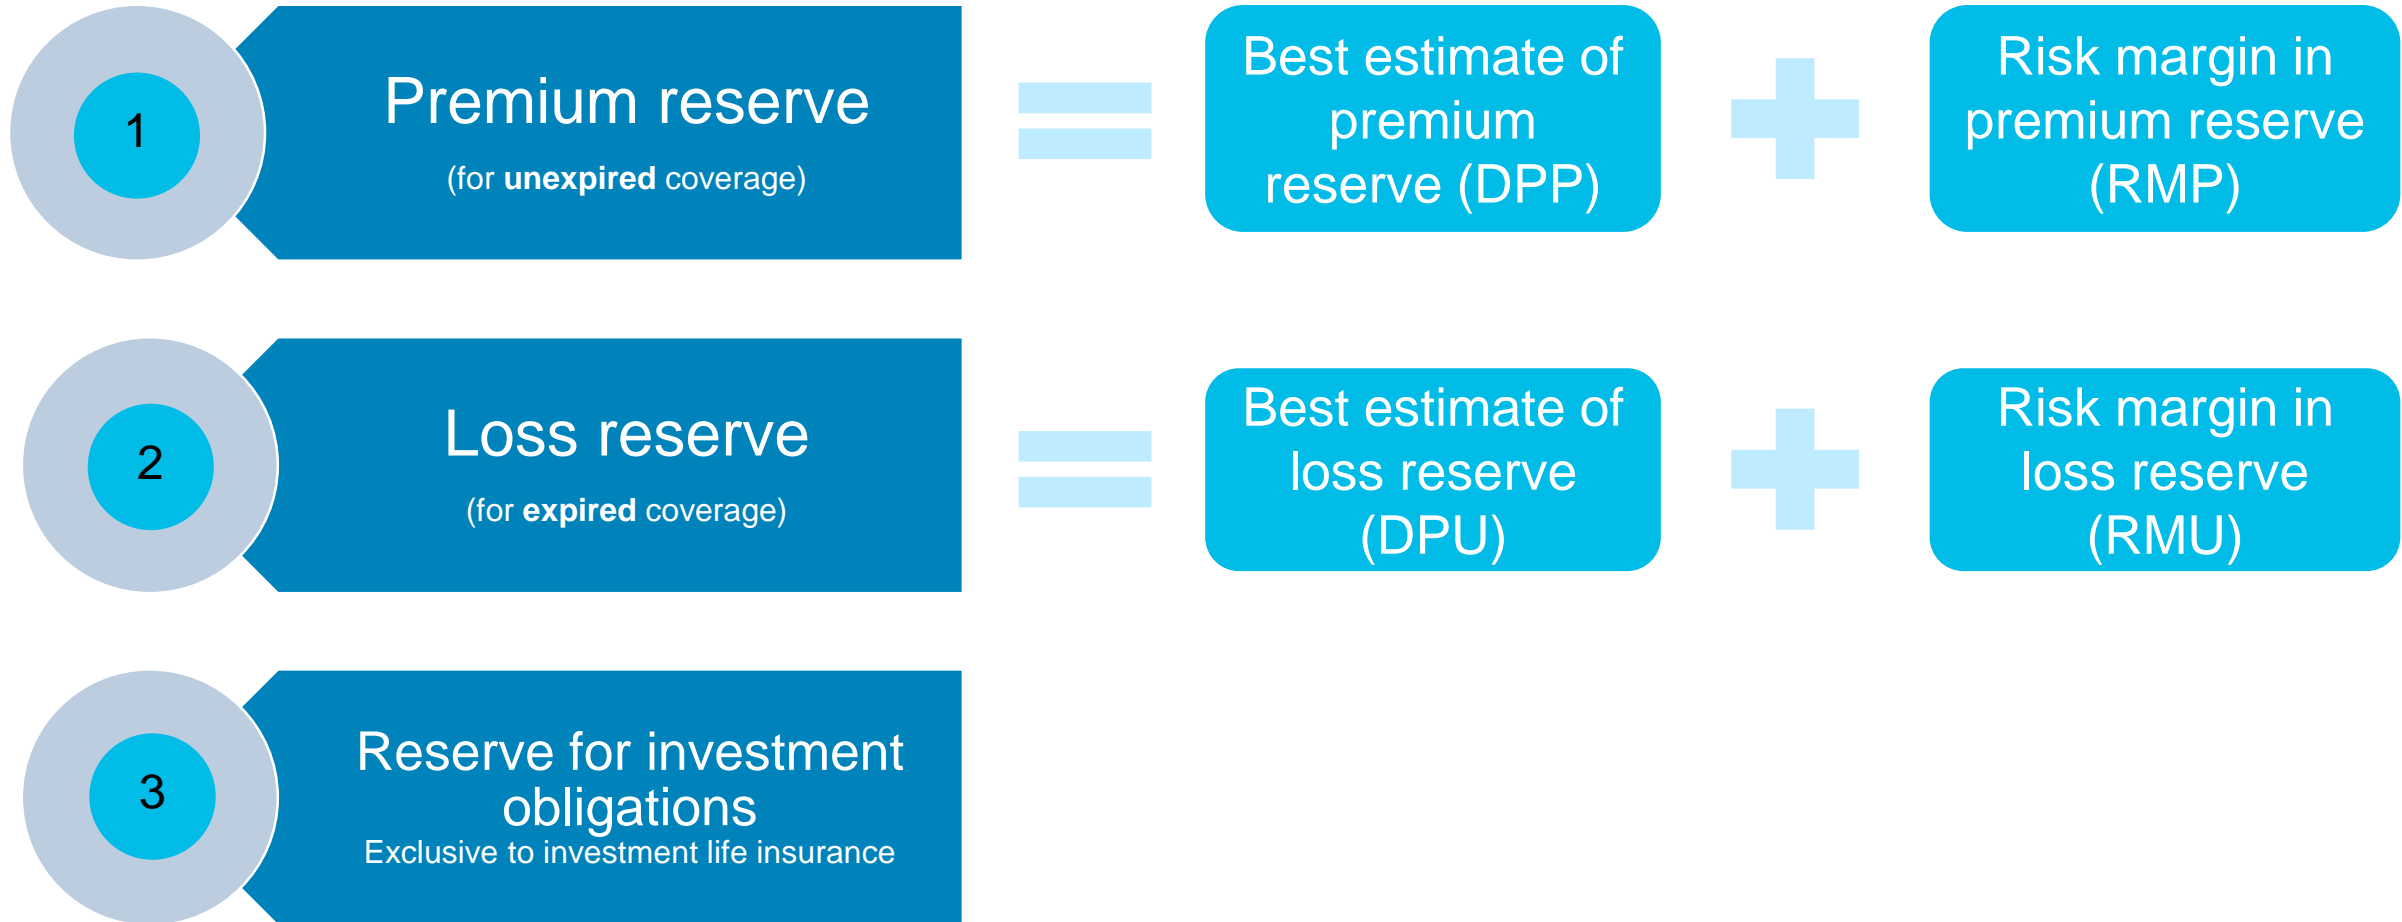 1
Premium reserve
(for unexpired coverage)
Best estimate of
premium
reserve (DPP)
Risk margin in
premium reserve
(RMP)
2
Loss reserve
(for expired coverage)
Best estimate of
loss reserve
(DPU)
Risk margin in
loss reserve
(RMU)
3
Reserve for investment
obligations
Exclusive to investment life insurance